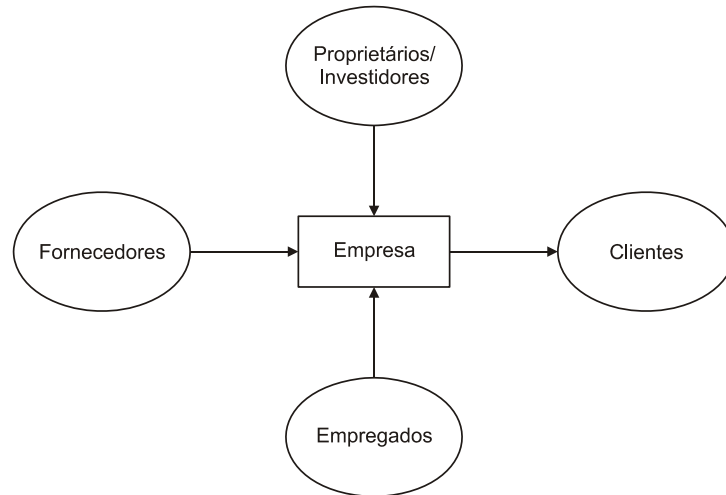 Proprietários/
Investidores
Fornecedores
Empresa
Clientes
Empregados